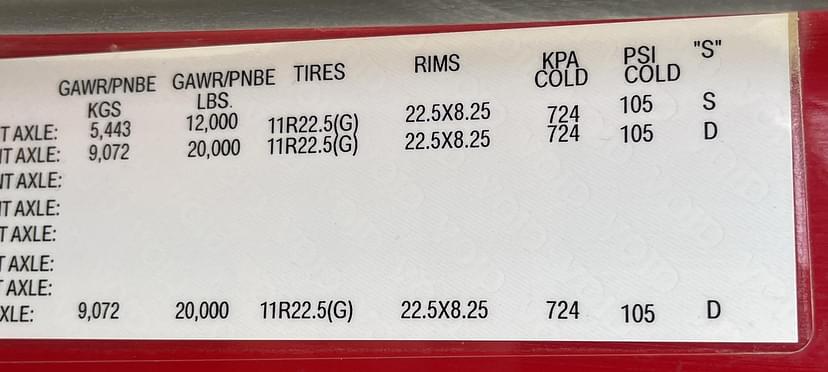 GAWR/PNBE GAWR/PNBE TIRES RIMS KPA PSI "S"
KGS LBS. COLD COLD
T AXLE: 5,443 12,000 11R22.5(G) 22.5X8.25 724 105 S
T AXLE: 9,072 20,000 11R22.5(G) 22.5X8.25 724 105 D
T AXLE:
T AXLE:
T AXLE:
T AXLE:
T AXLE:
XLE: 9,072 20,000 11R22.5(G) 22.5X8.25 724 105 D